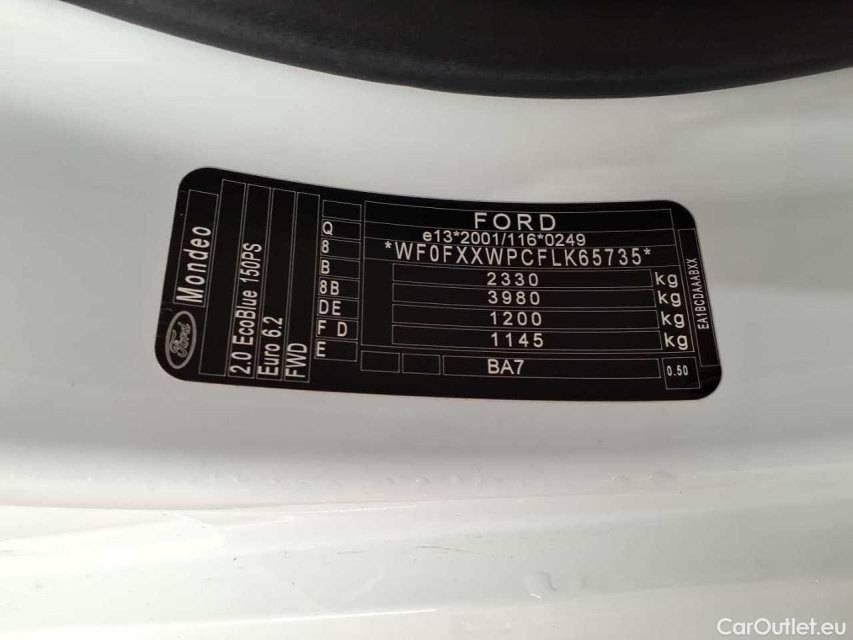 FORD
e13*2001/116*0249
*WF0FXXWPCFLK65735*
2330 kg
3980 kg
1200 kg
1145 kg
BA7
0.50
EA1BCDAAABXX
Q
8
B
8B
DE
F D
E
Ford
Mondeo
2.0 EcoBlue 150PS
Euro 6.2
FWD
CarOutlet.eu